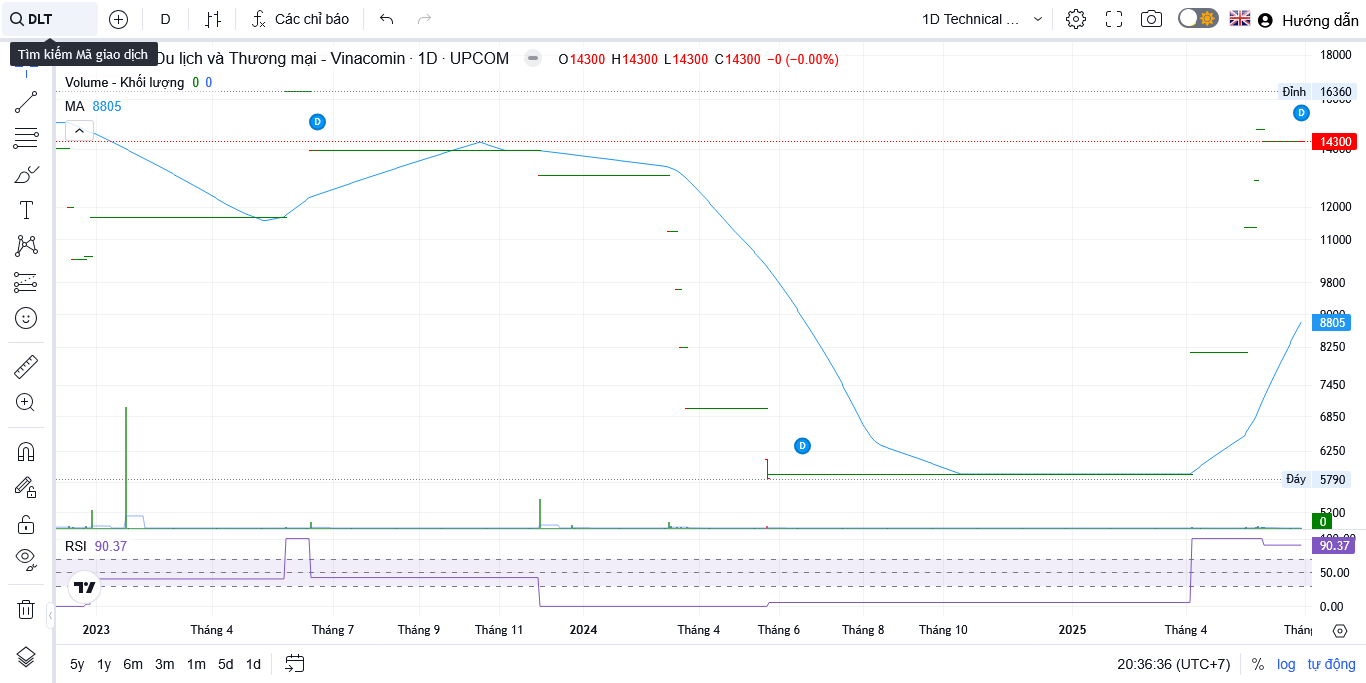 DLT
D
Các chỉ báo
1D Technical ...
Hướng dẫn
Tìm kiếm Mã giao dịch
Du lịch và Thương mại - Vinacomin · 1D · UPCOM
O14300 H14300 L14300 C14300 −0 (−0.00%)
Volume - Khối lượng 0 0
MA 8805
D
D
D
18000
Đỉnh 16360
14300
12000
11000
9800
8805
8250
7450
6850
6250
Đáy 5790
5300
0
RSI 90.37
90.37
50.00
0.00
2023 Tháng 4 Tháng 7 Tháng 9 Tháng 11 2024 Tháng 4 Tháng 6 Tháng 8 Tháng 10 2025 Tháng 4
5y 1y 6m 3m 1m 5d 1d
20:36:36 (UTC+7) % log tự động